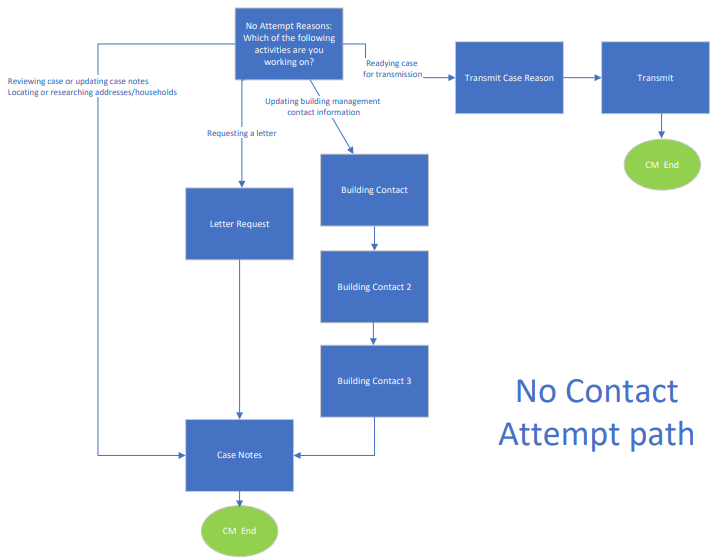 No Attempt Reasons:
Which of the following
activities are you
working on?
Readying case
for transmission
Transmit Case Reason
Transmit
Reviewing case or updating case notes
Locating or researching addresses/households
Updating building management
contact information
Requesting a letter
CM  End
Building Contact
Letter Request
Building Contact 2
Building Contact 3
No Contact
Attempt path
Case Notes
CM  End